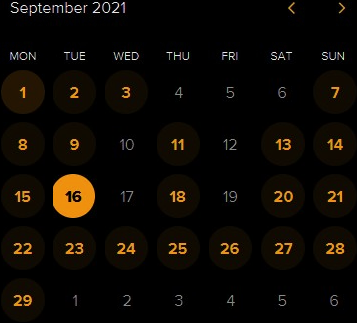 September 2021
MON TUE WED THU FRI SAT SUN
1 2 3 4 5 6 7
8 9 10 11 12 13 14
15 16 17 18 19 20 21
22 23 24 25 26 27 28
29 1 2 3 4 5 6